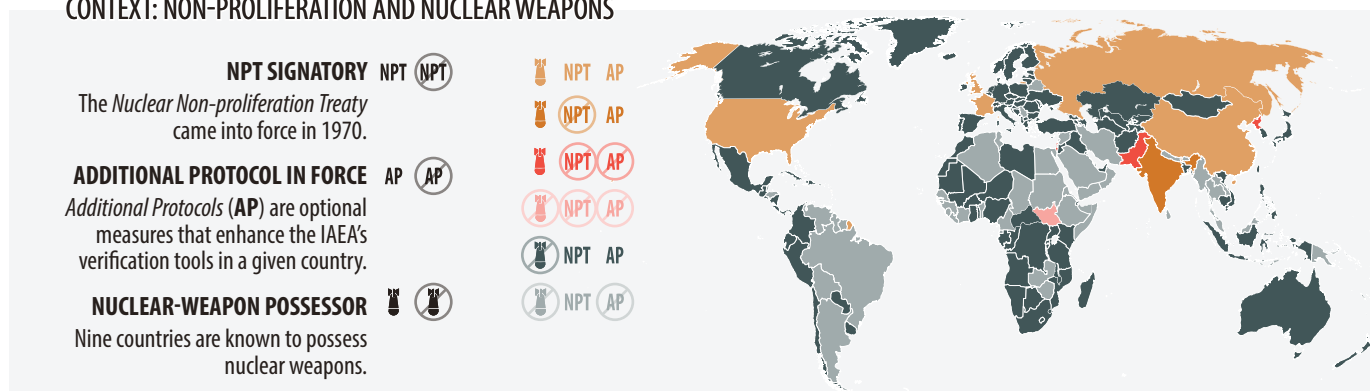 CONTEXT: NON-PROLIFERATION AND NUCLEAR WEAPONS
NPT SIGNATORY NPT NPT
The Nuclear Non-proliferation Treaty
came into force in 1970.
ADDITIONAL PROTOCOL IN FORCE AP AP
Additional Protocols (AP) are optional
measures that enhance the IAEA’s
verification tools in a given country.
NUCLEAR-WEAPON POSSESSOR
Nine countries are known to possess
nuclear weapons.
NPT AP
NPT AP
NPT AP
NPT AP
NPT AP
NPT AP